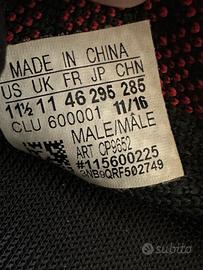 MADE IN CHINA
US UK FR JP CHN
11½ 11 46 295 285
CLU 600001 11/16
MALE/MÂLE
ART CP9652
#115600225
3NB9QRF502749
subito